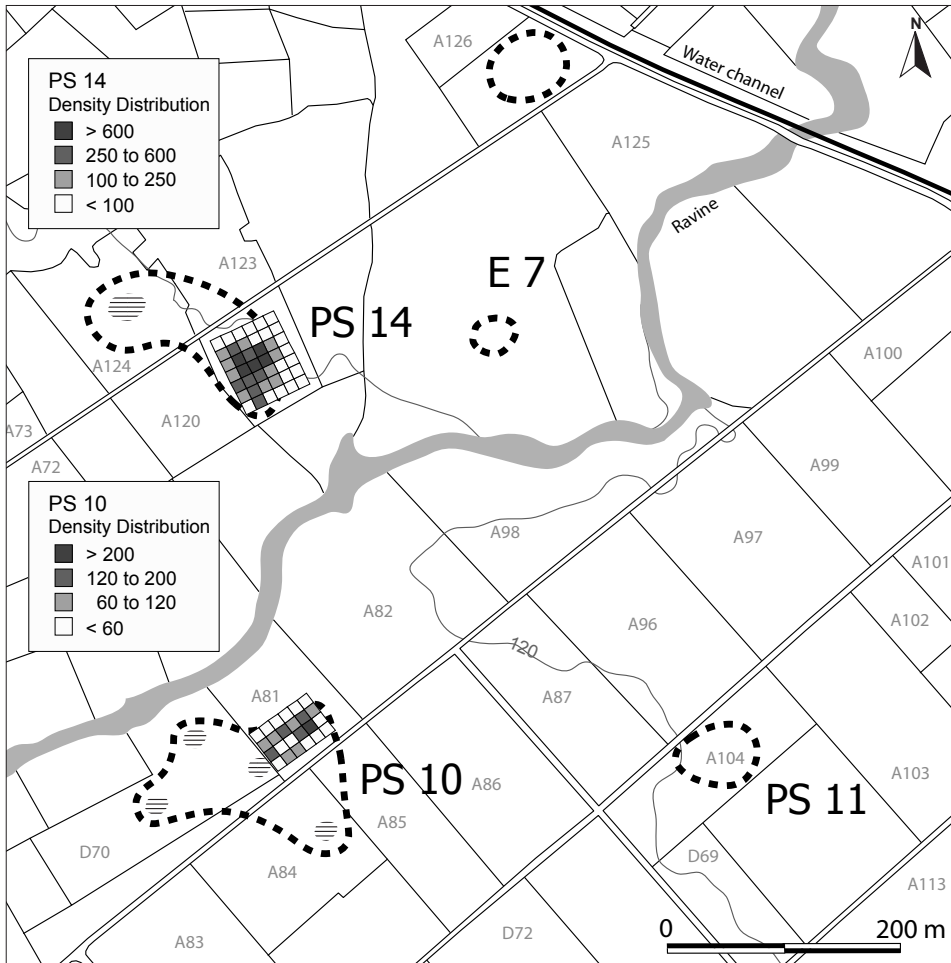 A126
N
Water channel
PS 14
Density Distribution
> 600
250 to 600
100 to 250
< 100
A125
Ravine
A123
E 7
PS 14
A124
A100
A120
A73
A72
A99
PS 10
Density Distribution
> 200
120 to 200
60 to 120
< 60
A98
A97
A101
A82
A96
A102
120
A87
A81
A104
A103
PS 10
A86
PS 11
A85
D70
A84
D69
A113
A83
D72
0
200 m